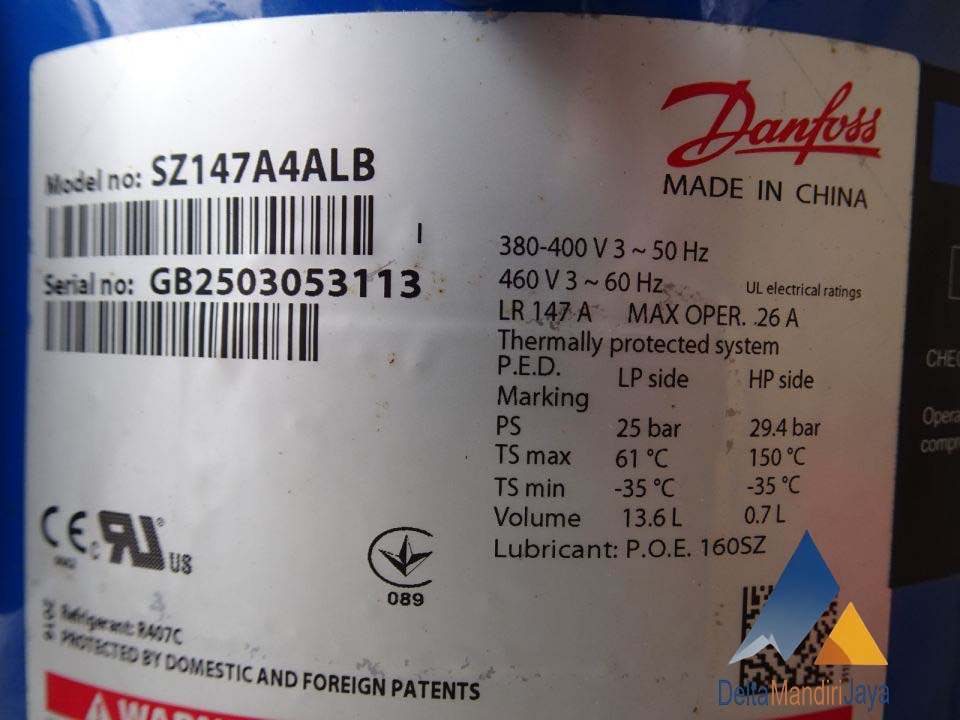 Danfoss
MADE IN CHINA
Model no: SZ147A4ALB
I
Serial no: GB2503053113
380-400 V 3 ~ 50 Hz
460 V 3 ~ 60 Hz
UL electrical ratings
LR 147 A MAX OPER. 26 A
Thermally protected system
P.E.D. LP side HP side
Marking
PS 25 bar 29.4 bar
TS max 61 °C 150 °C
TS min -35 °C -35 °C
Volume 13.6 L 0.7 L
Lubricant: P.O.E. 160SZ
CE c RU ® US
089
Refrigerant: R407C
PROTECTED BY DOMESTIC AND FOREIGN PATENTS
DeltaMandiriJaya